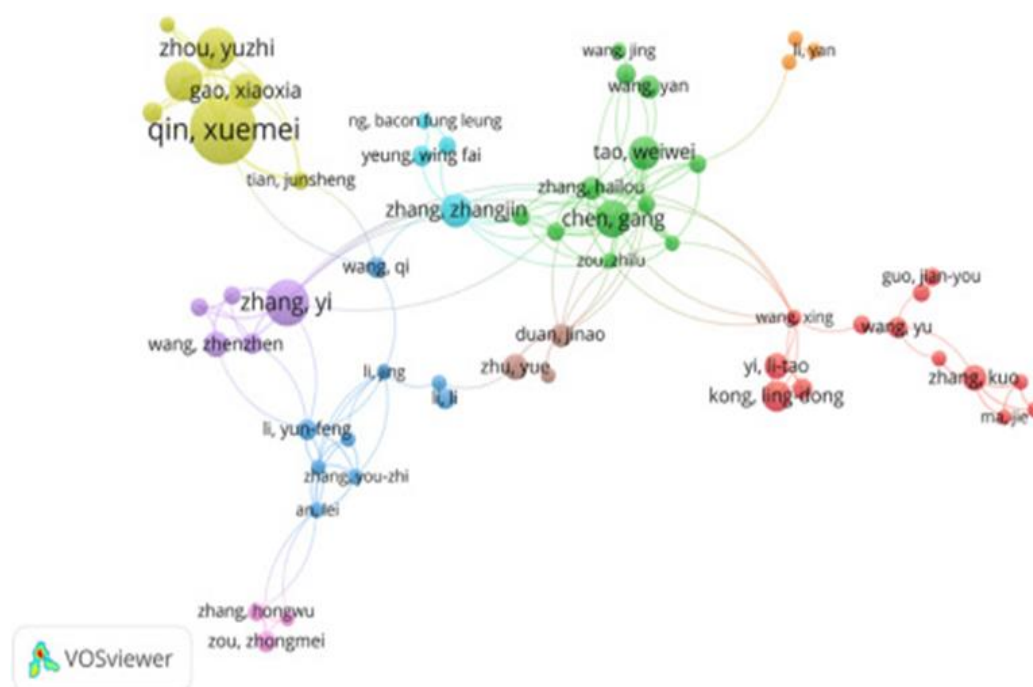 zhou, yuzhi
gao, xiaoxia
qin, xuemei
tian, junsheng
ng, bacon fung leung
yeung, wing fai
zhang, zhangjin
wang, jing
wang, yan
tao, weiwei
zhang, hailou
chen, gang
zou, zhilu
li, yan
wang, qi
zhang, yi
wang, zhenzhen
duan, jinao
zhu, yue
li, jing
li, li
li, yun-feng
zhang, you-zhi
an, lei
wang, xing
guo, jian-you
wang, yu
yi, li-tao
kong, ling-dong
zhang, kuo
ma, jie
zhang, hongwu
zou, zhongmei
VOSviewer